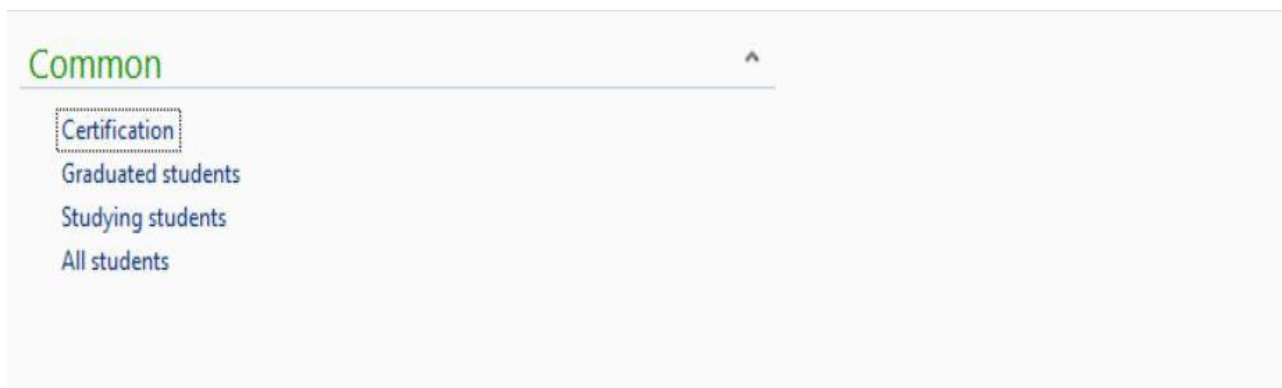 Common
Certification
Graduated students
Studying students
All students